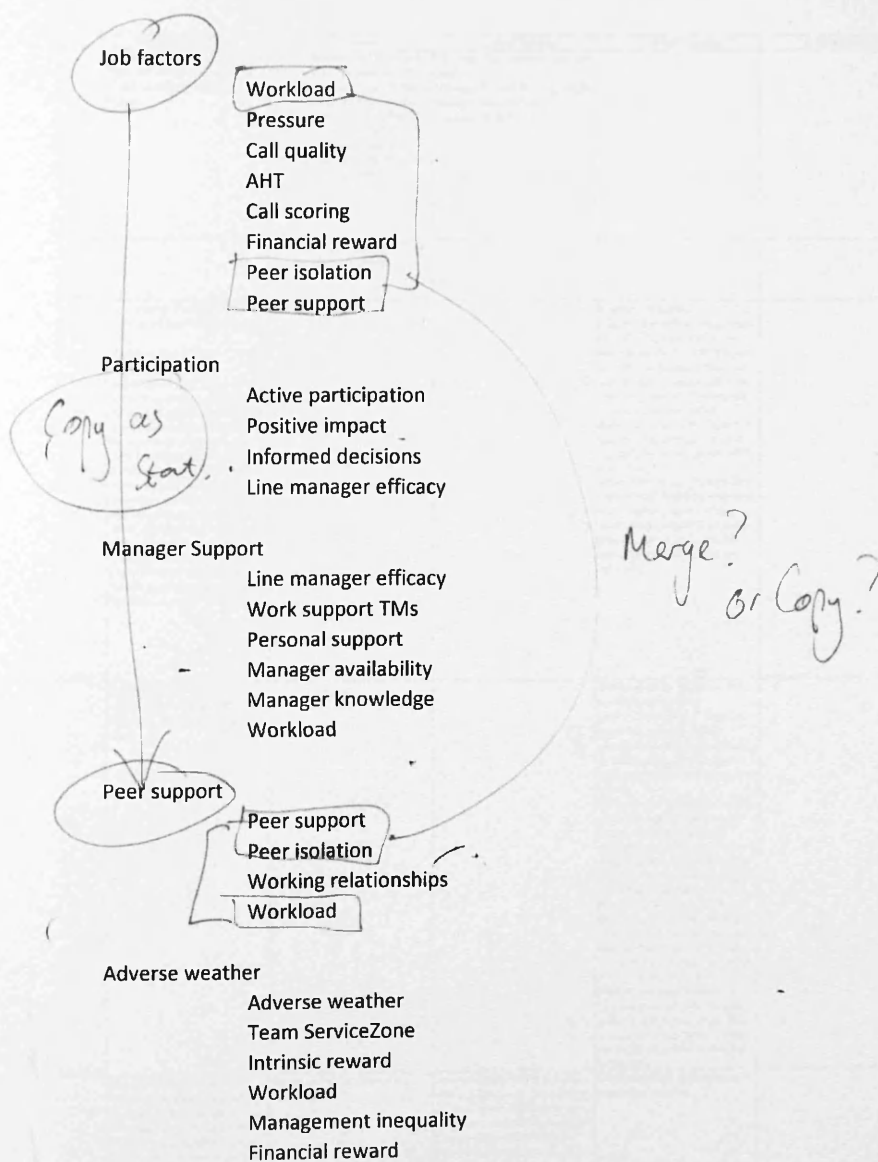 Job factors
Workload
Pressure
Call quality
AHT
Call scoring
Financial reward
Peer isolation
Peer support
Participation
Active participation
Copy as
Positive impact
Start.
Informed decisions
Line manager efficacy
Manager Support
Merge?
or Copy?
Line manager efficacy
Work support TMs
Personal support
Manager availability
Manager knowledge
Workload
Peer support
Peer support
Peer isolation
Working relationships
Workload
Adverse weather
Adverse weather
Team ServiceZone
Intrinsic reward
Workload
Management inequality
Financial reward